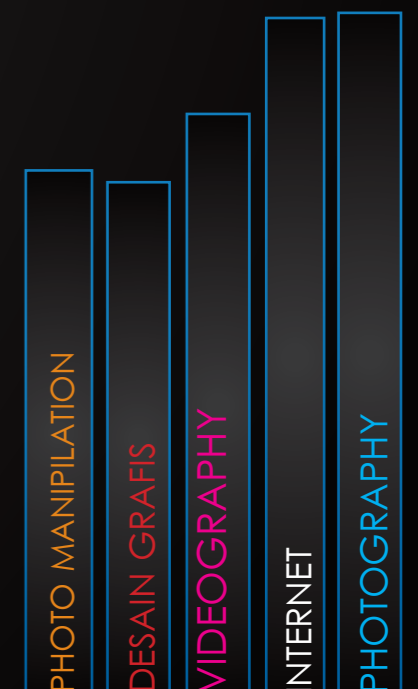 PHOTO MANIPILATION
DESAIN GRAFIS
VIDEOGRAPHY
INTERNET
PHOTOGRAPHY